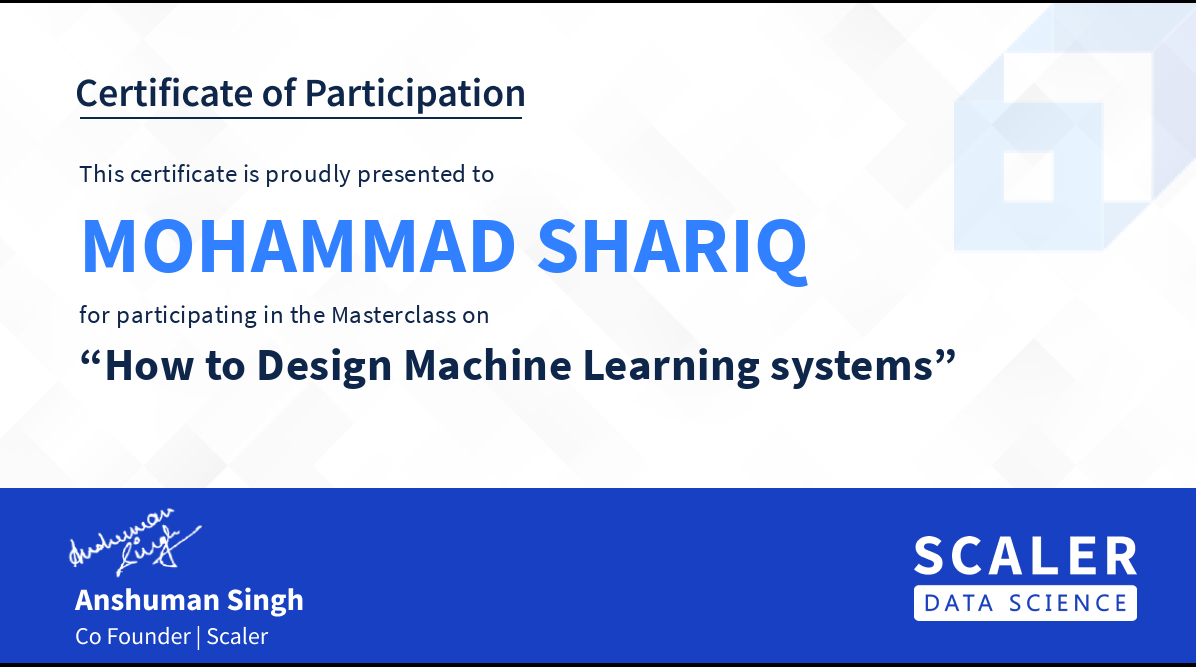 Certificate of Participation
This certificate is proudly presented to
MOHAMMAD SHARIQ
for participating in the Masterclass on
“How to Design Machine Learning systems”
Anshuman
Singh
Anshuman Singh
Co Founder | Scaler
SCALER
DATA SCIENCE